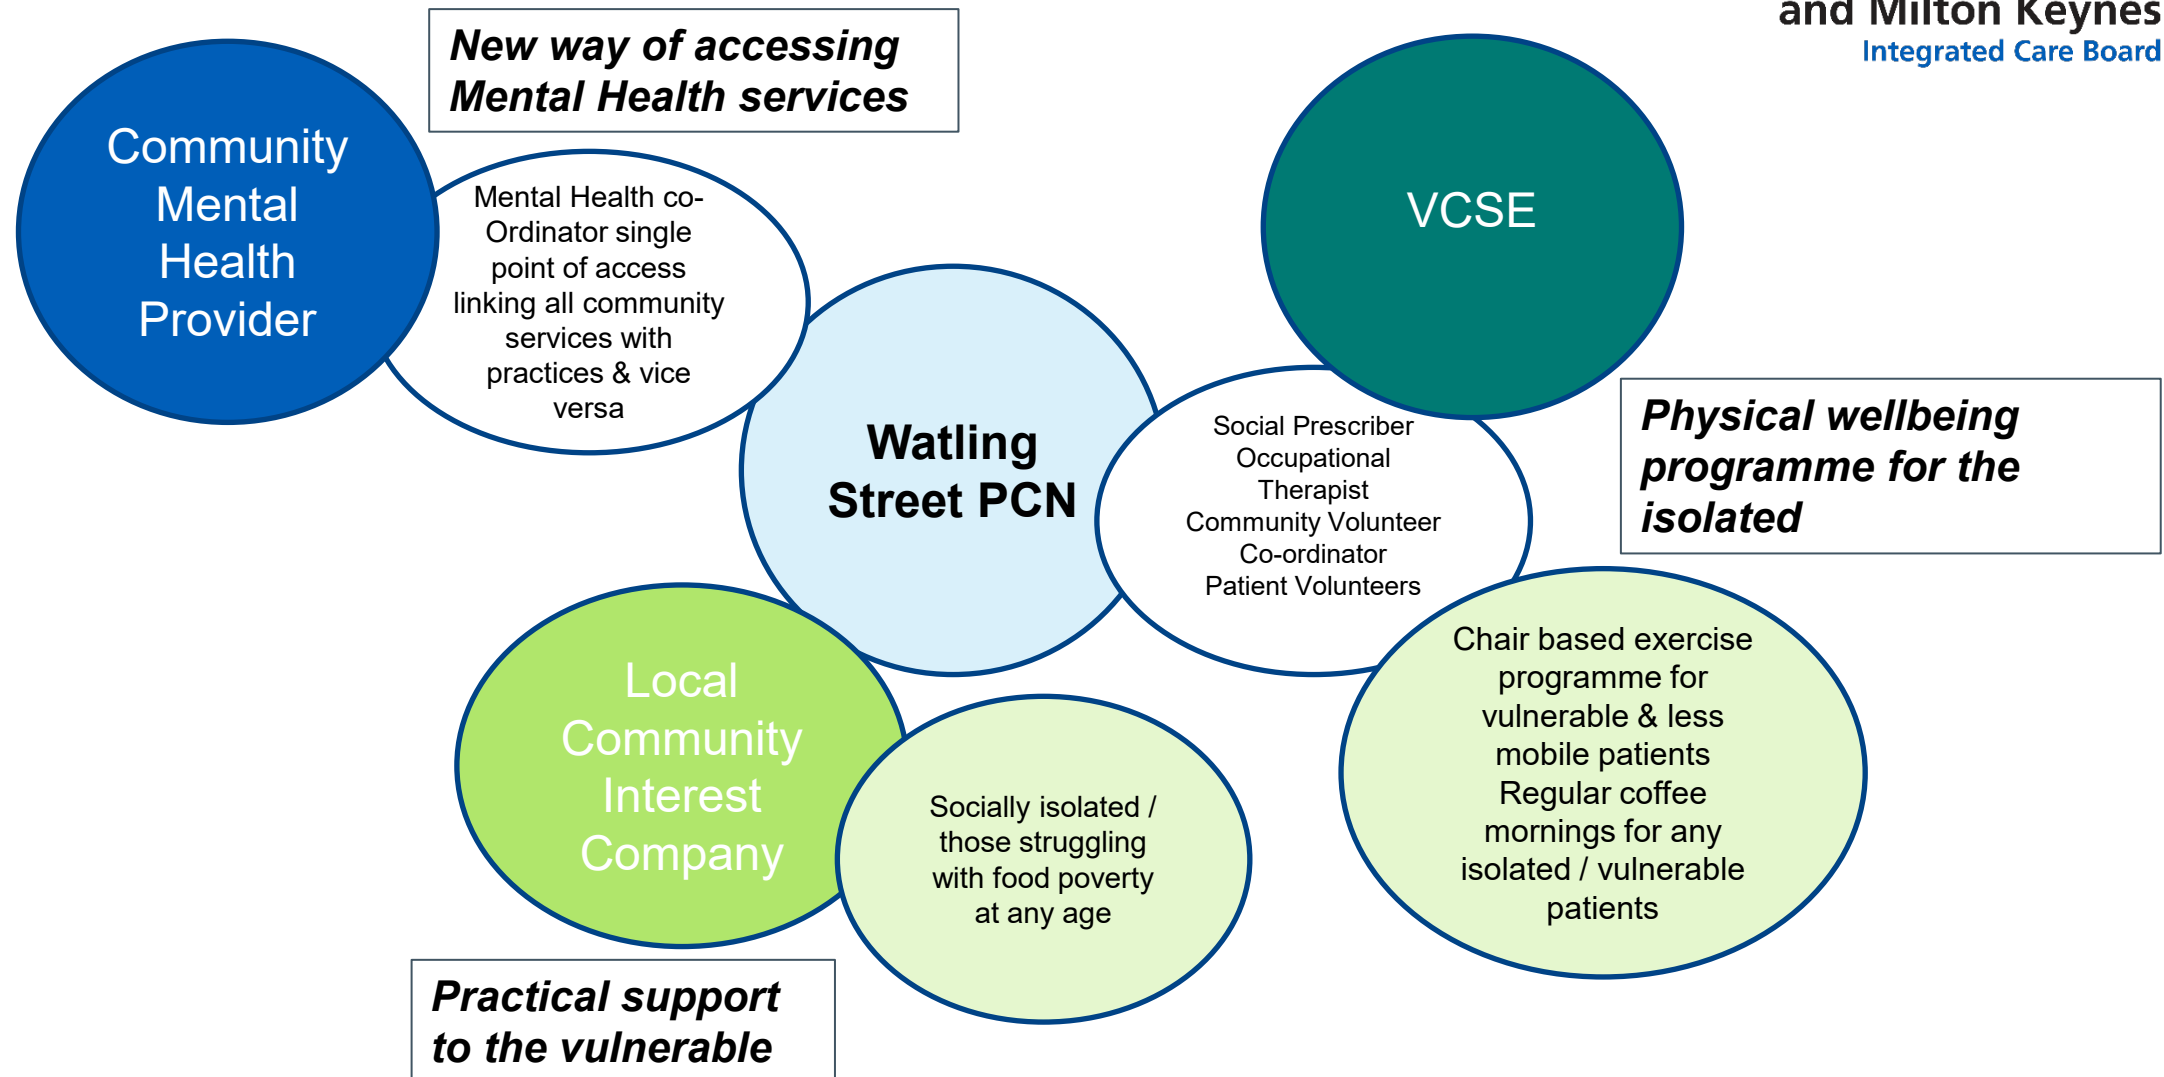 and Milton Keynes
Integrated Care Board
New way of accessing
Mental Health services
Community
Mental
Health
Provider
Mental Health co-
Ordinator single
point of access
linking all community
services with
practices & vice
versa
VCSE
Watling
Street PCN
Social Prescriber
Occupational
Therapist
Community Volunteer
Co-ordinator
Patient Volunteers
Physical wellbeing
programme for the
isolated
Local
Community
Interest
Company
Socially isolated /
those struggling
with food poverty
at any age
Chair based exercise
programme for
vulnerable & less
mobile patients
Regular coffee
mornings for any
isolated / vulnerable
patients
Practical support
to the vulnerable